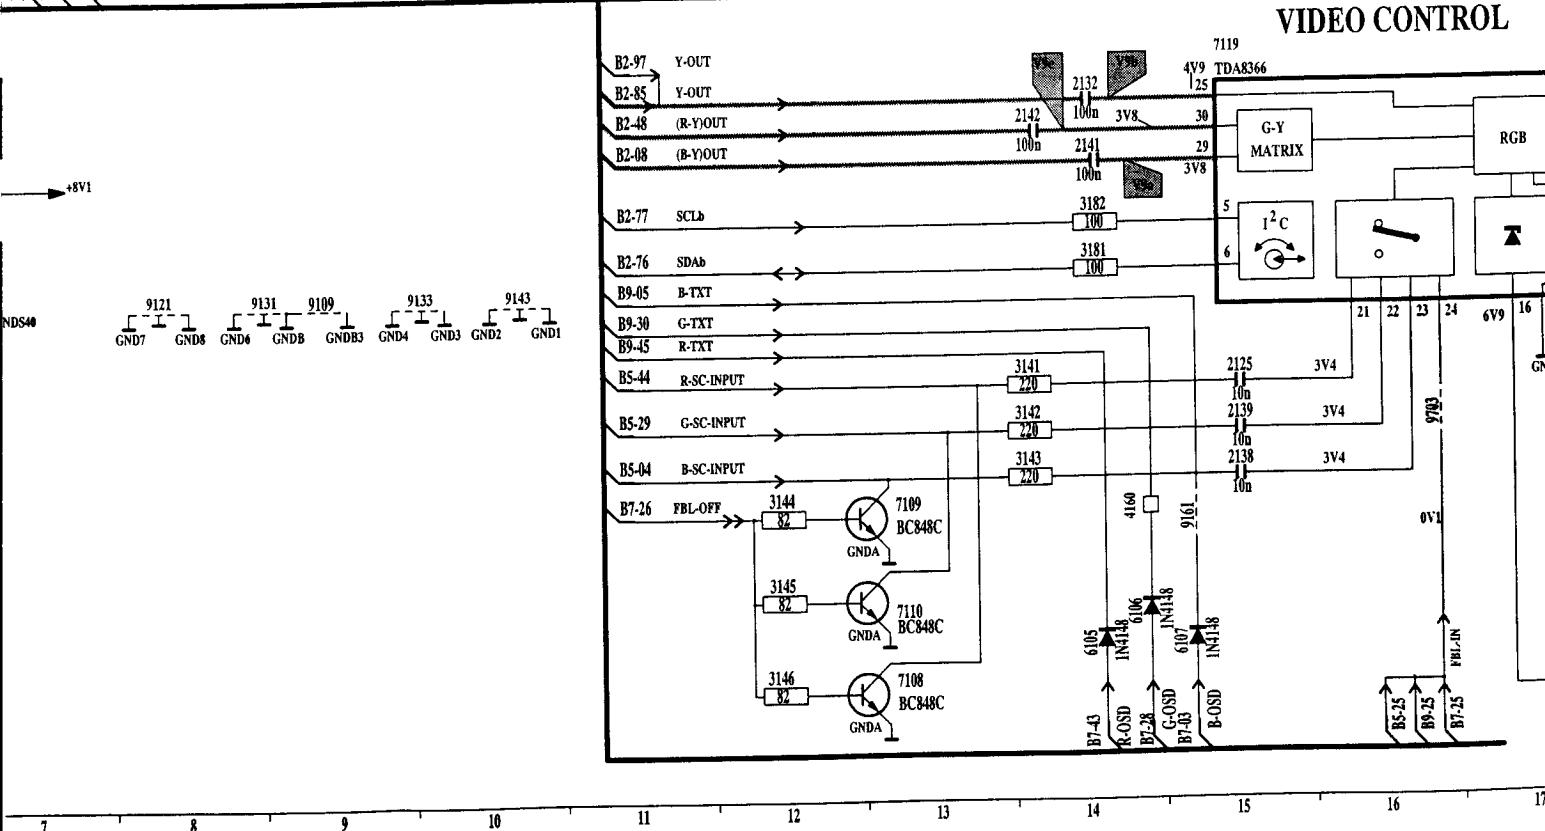 VIDEO CONTROL
7119
TDA8366
B2-97 Y-OUT
B2-85 Y-OUT
B2-48 (R-Y)OUT
B2-08 (B-Y)OUT
V9b
2132
100n
4V9
25
2142
100n
3V8
30
2141
100n
29
3V8
G-Y
MATRIX
RGB
+8V1
B2-77 SCLb
3182
100
5
I²C
B2-76 SDAb
3181
100
6
B9-05 B-TXT
B9-30 G-TXT
B9-45 R-TXT
21 22 23 24
6V9
16
NDS40
9121
GND7 GND8
9131 9109
GND6 GNDB GNDB3
9133
GND4 GND3
9143
GND2 GND1
B5-44 R-SC-INPUT
3141
220
2125
10n
3V4
B5-29 G-SC-INPUT
3142
220
2139
10n
3V4
B5-04 B-SC-INPUT
3143
220
2138
10n
3V4
GN
9703
0V1
B7-26 FBL-OFF
3144
82
7109
BC848C
GNDA
3145
82
7110
BC848C
GNDA
3146
82
7108
BC848C
GNDA
4160
9161
6105
1N4148
6106
1N4148
6107
1N4148
FBL-IN
B7-43
R-OSD
B7-28
G-OSD
B7-03
B-OSD
B5-25
B9-25
B7-25
7 8 9 10 11 12 13 14 15 16 17